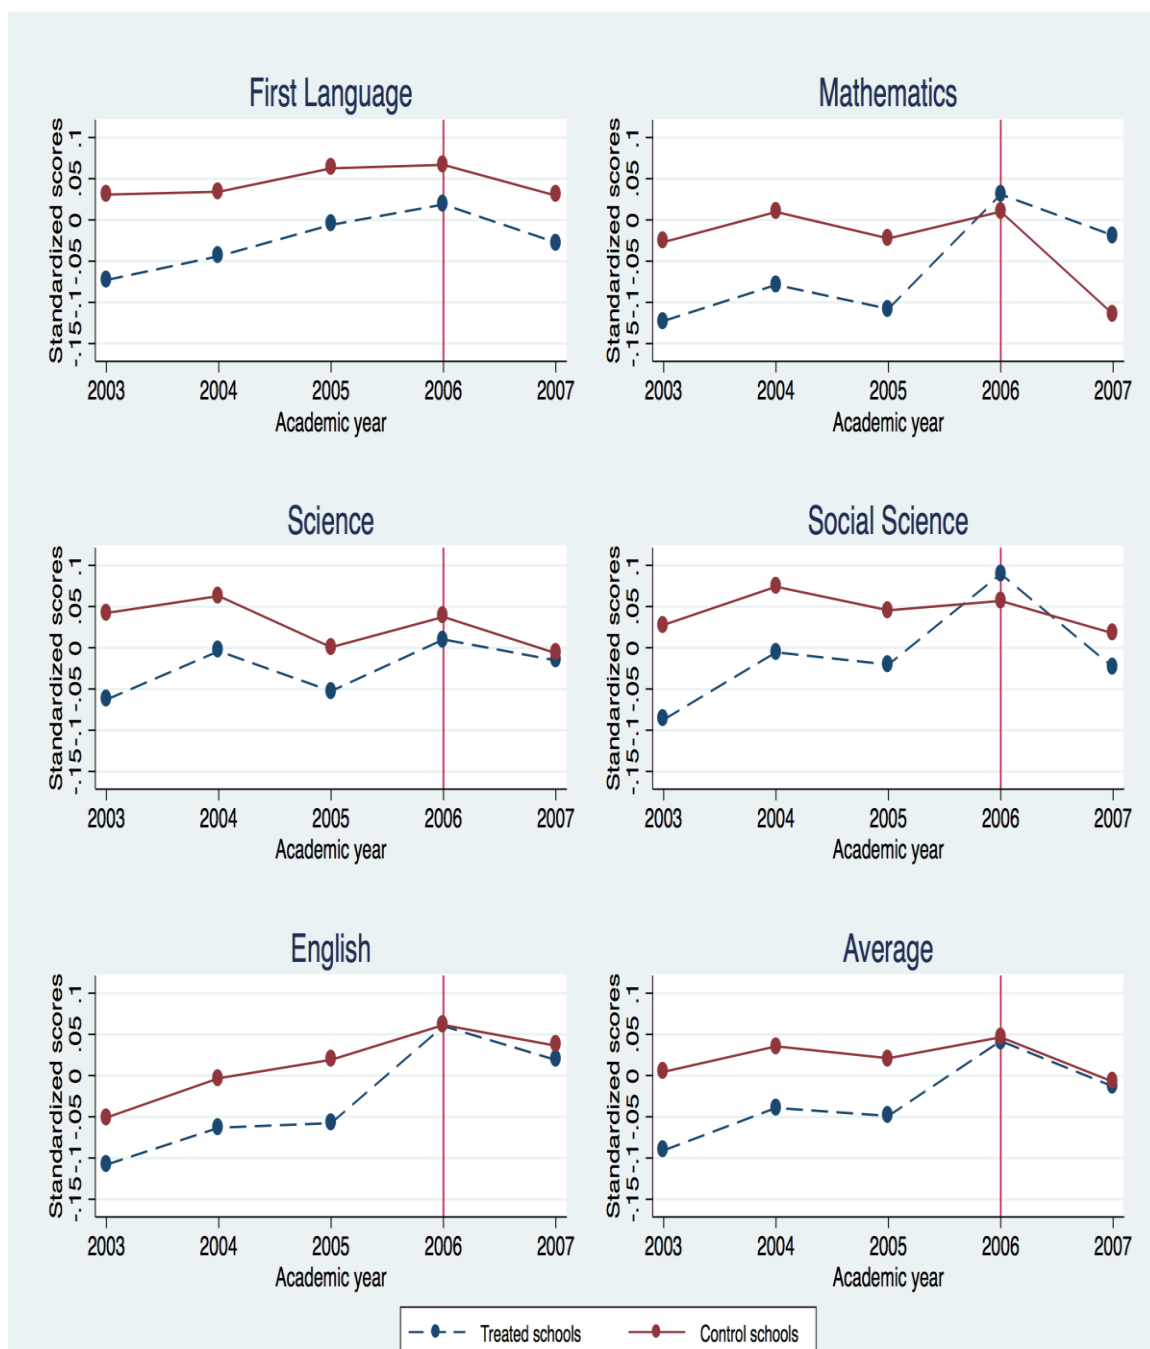 First Language
Standardized scores
-.15 -.1 -.05 0 .05 .1
2003 2004 2005 2006 2007
Academic year
Mathematics
Standardized scores
-.15 -.1 -.05 0 .05 .1
2003 2004 2005 2006 2007
Academic year
Science
Standardized scores
-.15 -.1 -.05 0 .05 .1
2003 2004 2005 2006 2007
Academic year
Social Science
Standardized scores
-.15 -.1 -.05 0 .05 .1
2003 2004 2005 2006 2007
Academic year
English
Standardized scores
-.15 -.1 -.05 0 .05 .1
2003 2004 2005 2006 2007
Academic year
Average
Standardized scores
-.15 -.1 -.05 0 .05 .1
2003 2004 2005 2006 2007
Academic year
Treated schools Control schools